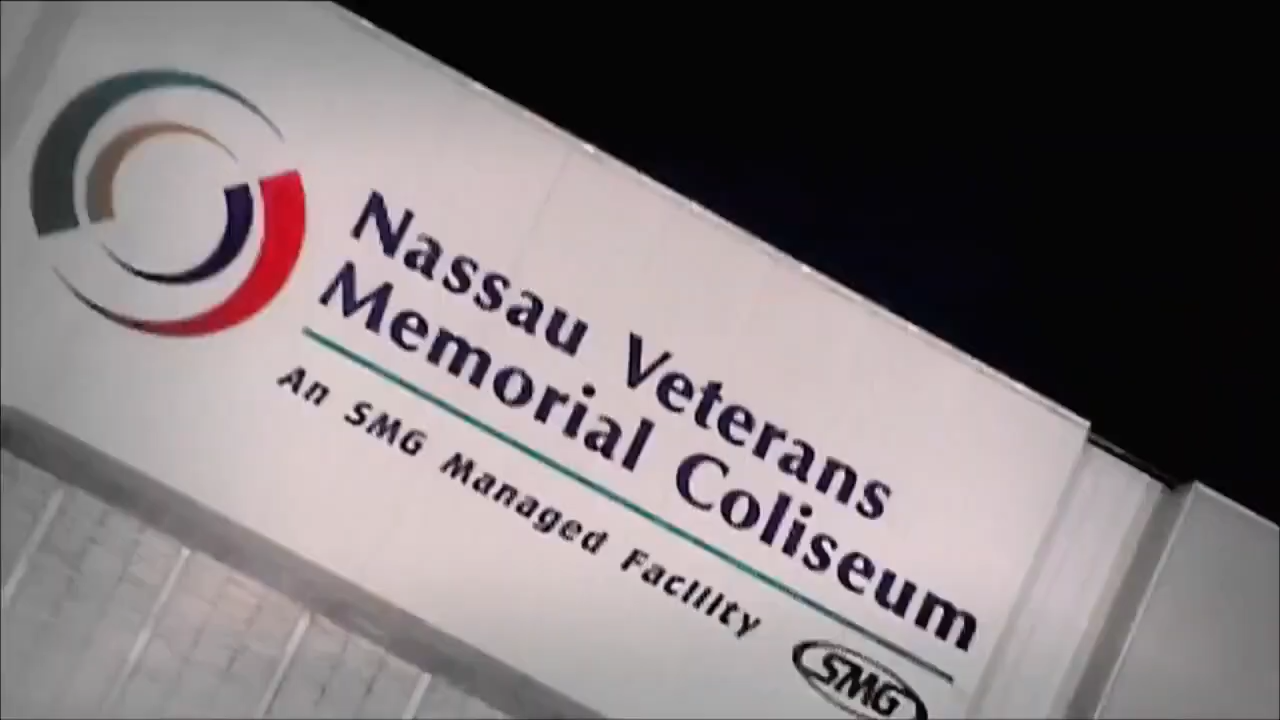 Nassau Veterans
Memorial Coliseum
An SMG Managed Facility
SMG